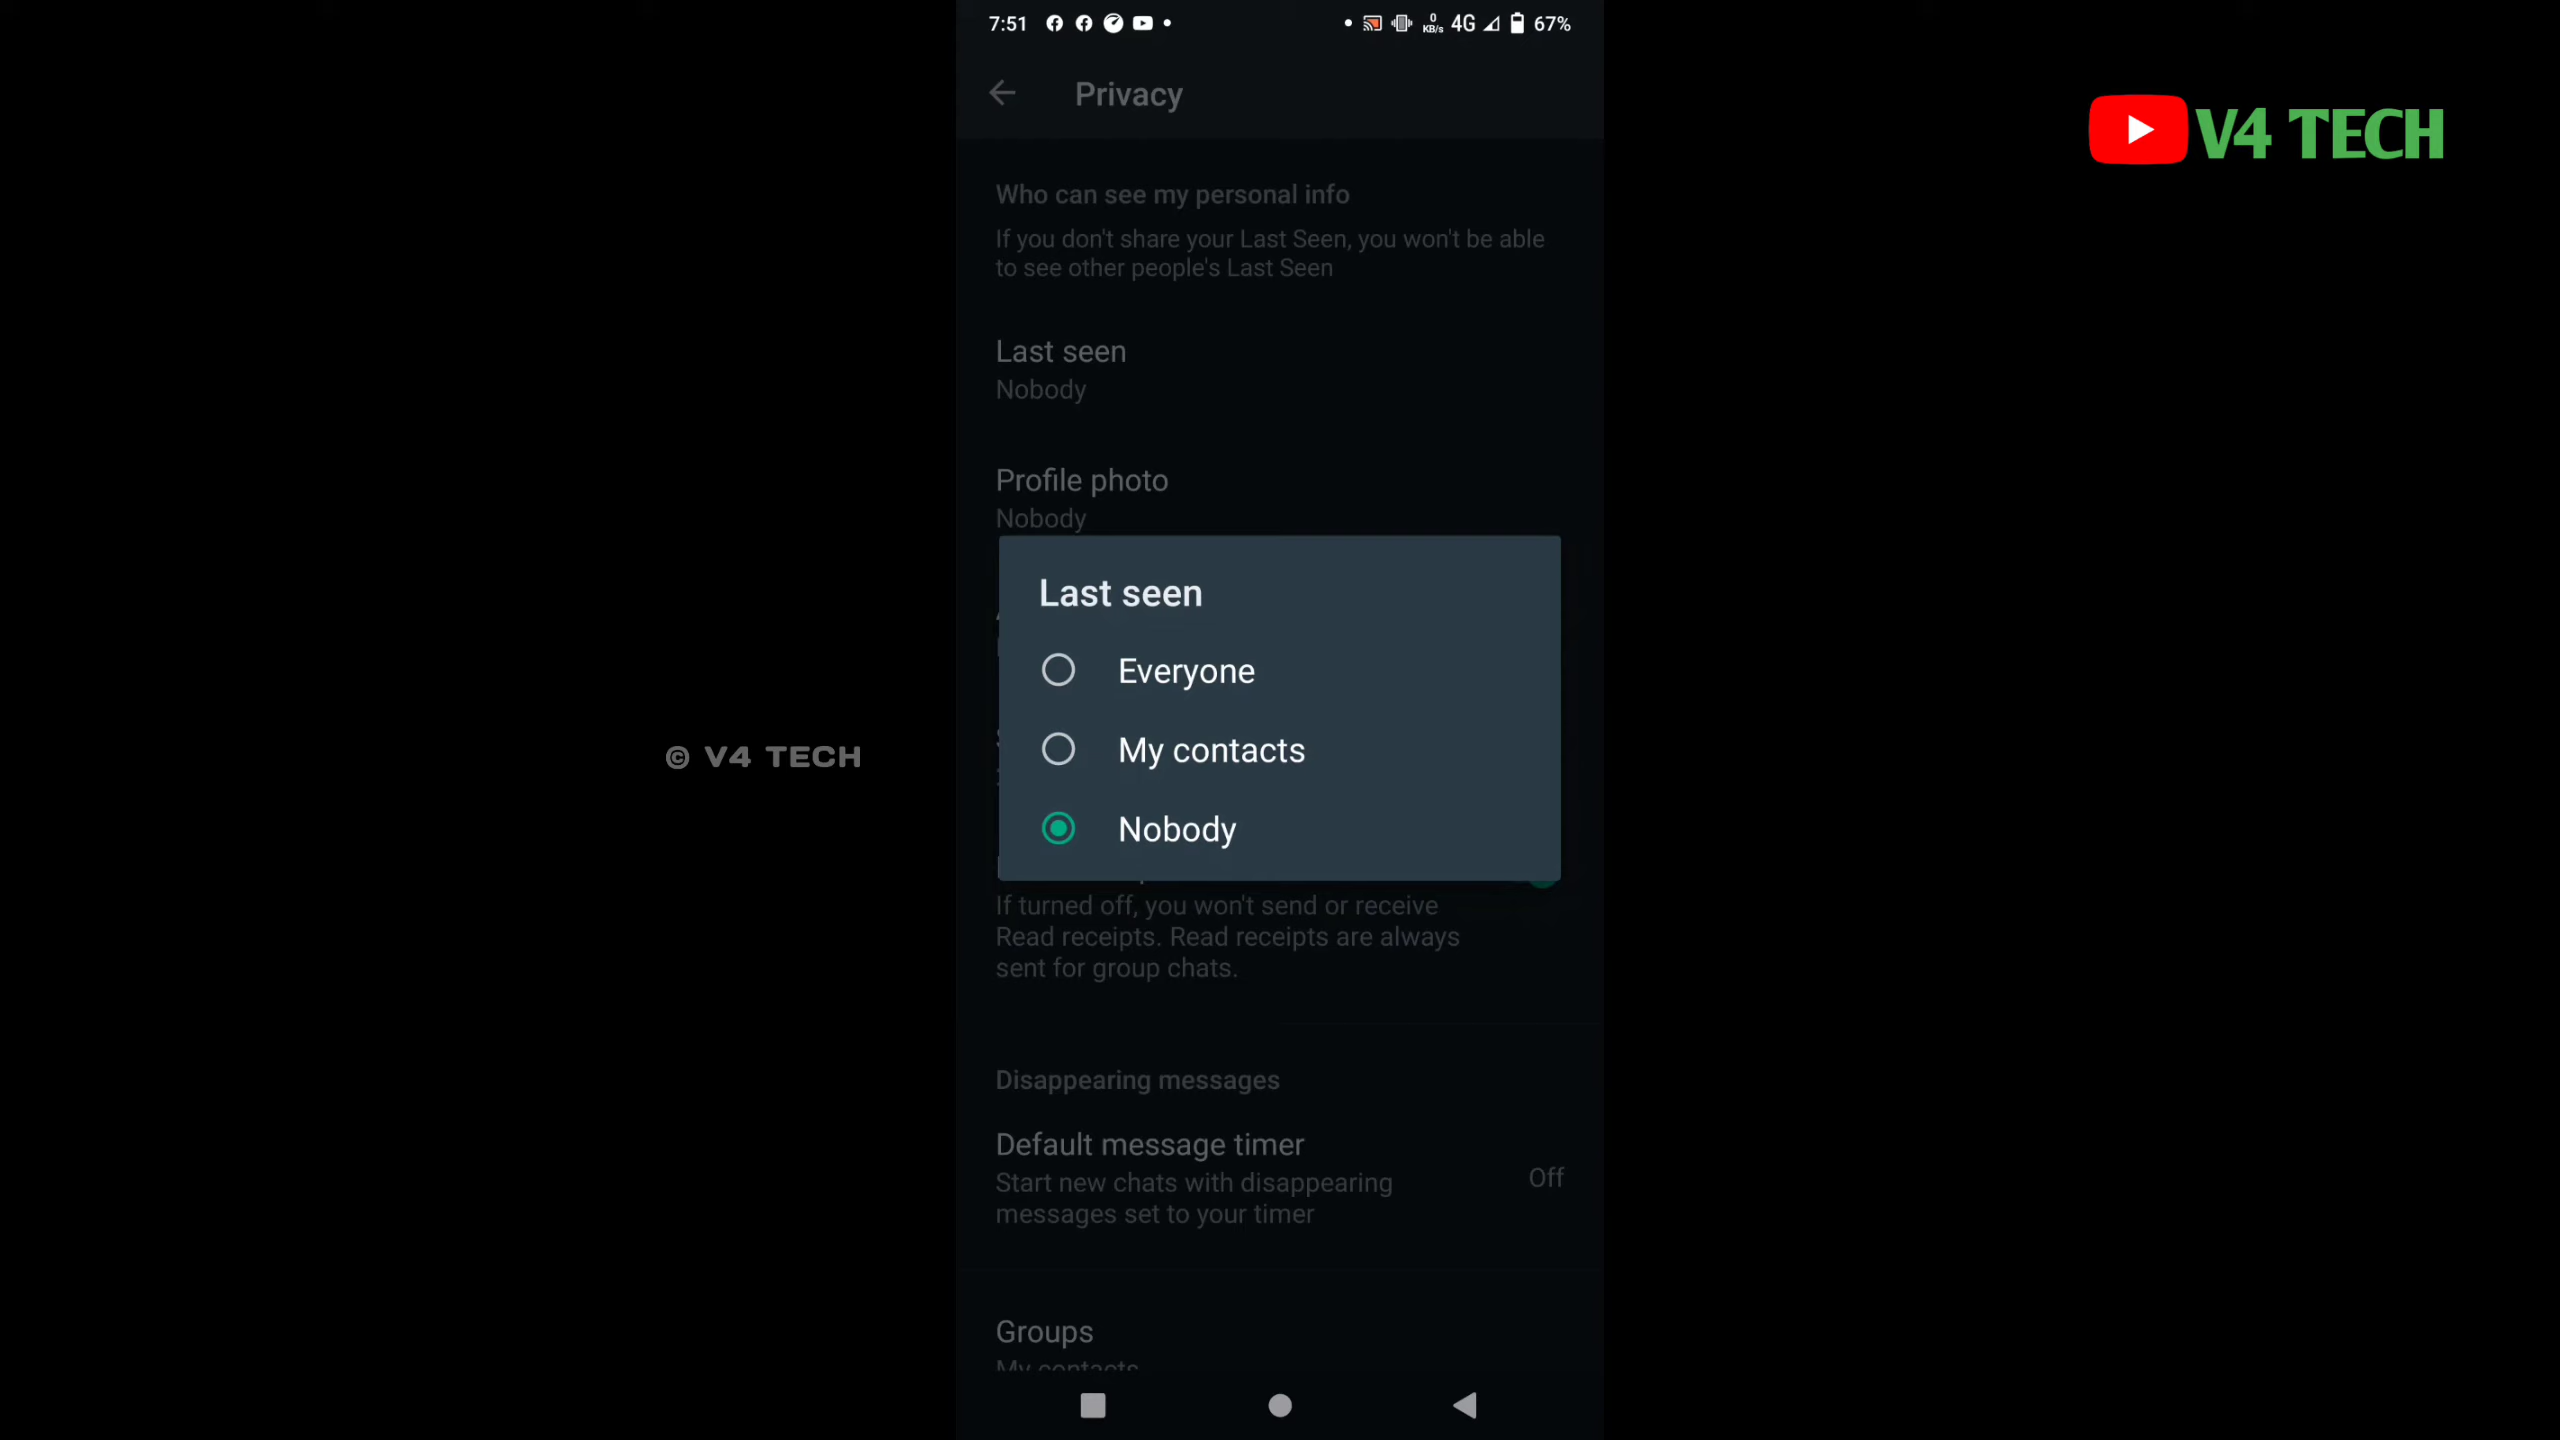 7:51
0 KB/s 4G 67%
Privacy
V4 TECH
Who can see my personal info
If you don't share your Last Seen, you won't be able
to see other people's Last Seen
Last seen
Nobody
Profile photo
Nobody
Last seen
Everyone
My contacts
Nobody
© V4 TECH
If turned off, you won't send or receive
Read receipts. Read receipts are always
sent for group chats.
Disappearing messages
Default message timer
Start new chats with disappearing
messages set to your timer
Off
Groups
My contacts